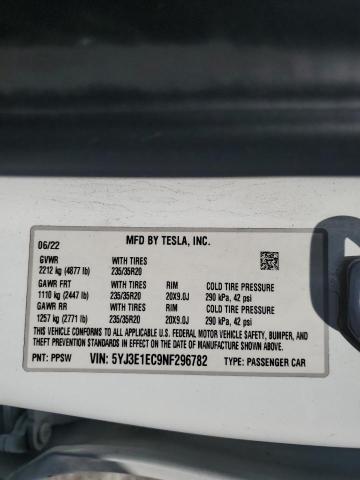 06/22 MFD BY TESLA, INC.
GVWR WITH TIRES
2212 kg (4877 lb) 235/35R20
GAWR FRT WITH TIRES RIM COLD TIRE PRESSURE
1110 kg (2447 lb) 235/35R20 20X9.0J 290 kPa, 42 psi
GAWR RR WITH TIRES RIM COLD TIRE PRESSURE
1257 kg (2771 lb) 235/35R20 20X9.0J 290 kPa, 42 psi
THIS VEHICLE CONFORMS TO ALL APPLICABLE U.S. FEDERAL MOTOR VEHICLE SAFETY, BUMPER, AND
THEFT PREVENTION STANDARDS IN EFFECT ON THE DATE OF MANUFACTURE SHOWN ABOVE.
PNT: PPSW VIN: 5YJ3E1EC9NF296782 TYPE: PASSENGER CAR